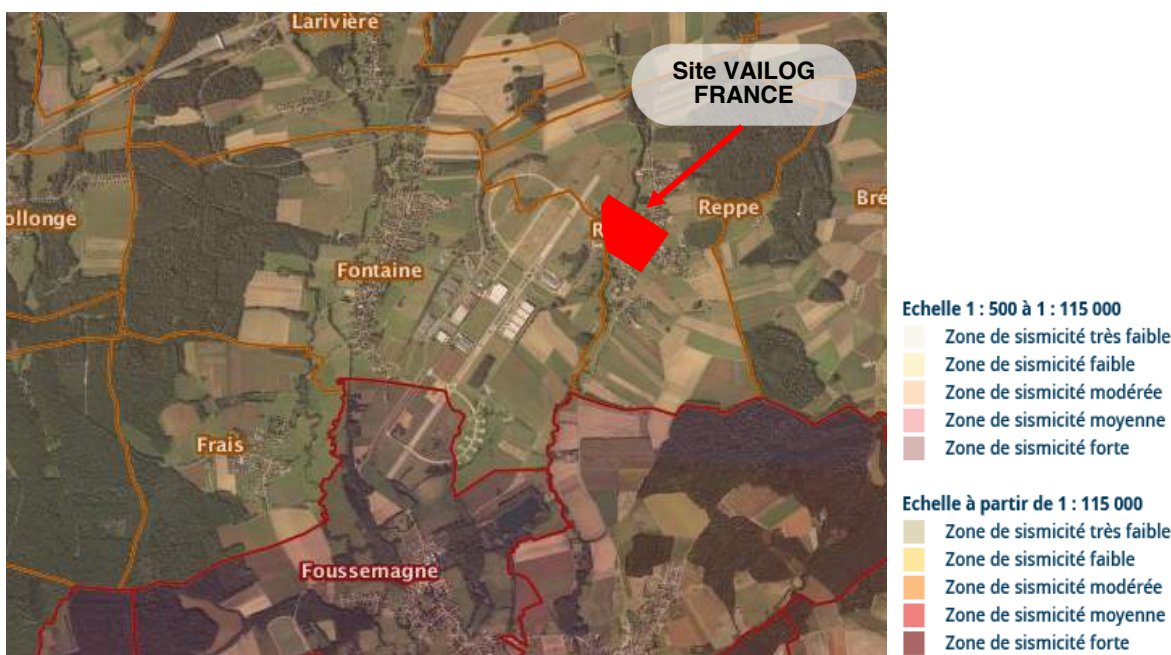 Larivière
Site VAILOG
FRANCE
ollonge
Reppe
Bré
R
Fontaine
Frais
Foussemagne
Echelle 1 : 500 à 1 : 115 000
Zone de sismicité très faible
Zone de sismicité faible
Zone de sismicité modérée
Zone de sismicité moyenne
Zone de sismicité forte
Echelle à partir de 1 : 115 000
Zone de sismicité très faible
Zone de sismicité faible
Zone de sismicité modérée
Zone de sismicité moyenne
Zone de sismicité forte